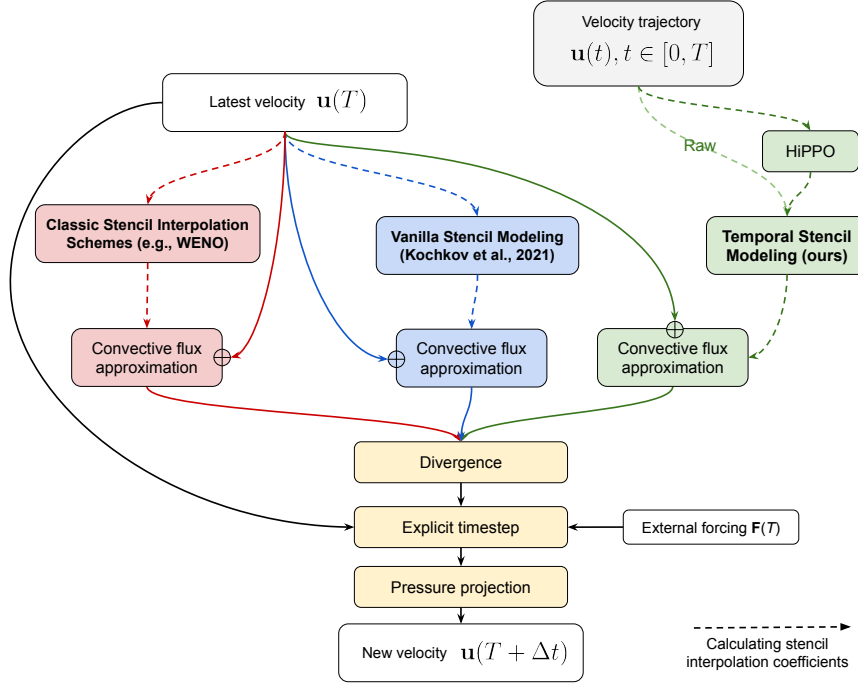 Velocity trajectory
u(t), t ∈ [0, T]
Latest velocity u(T)
Raw
HiPPO
Classic Stencil Interpolation
Schemes (e.g., WENO)
Vanilla Stencil Modeling
(Kochkov et al., 2021)
Temporal Stencil
Modeling (ours)
Convective flux
approximation
Convective flux
approximation
Convective flux
approximation
Divergence
Explicit timestep
External forcing F(T)
Pressure projection
New velocity u(T + Δt)
Calculating stencil
interpolation coefficients